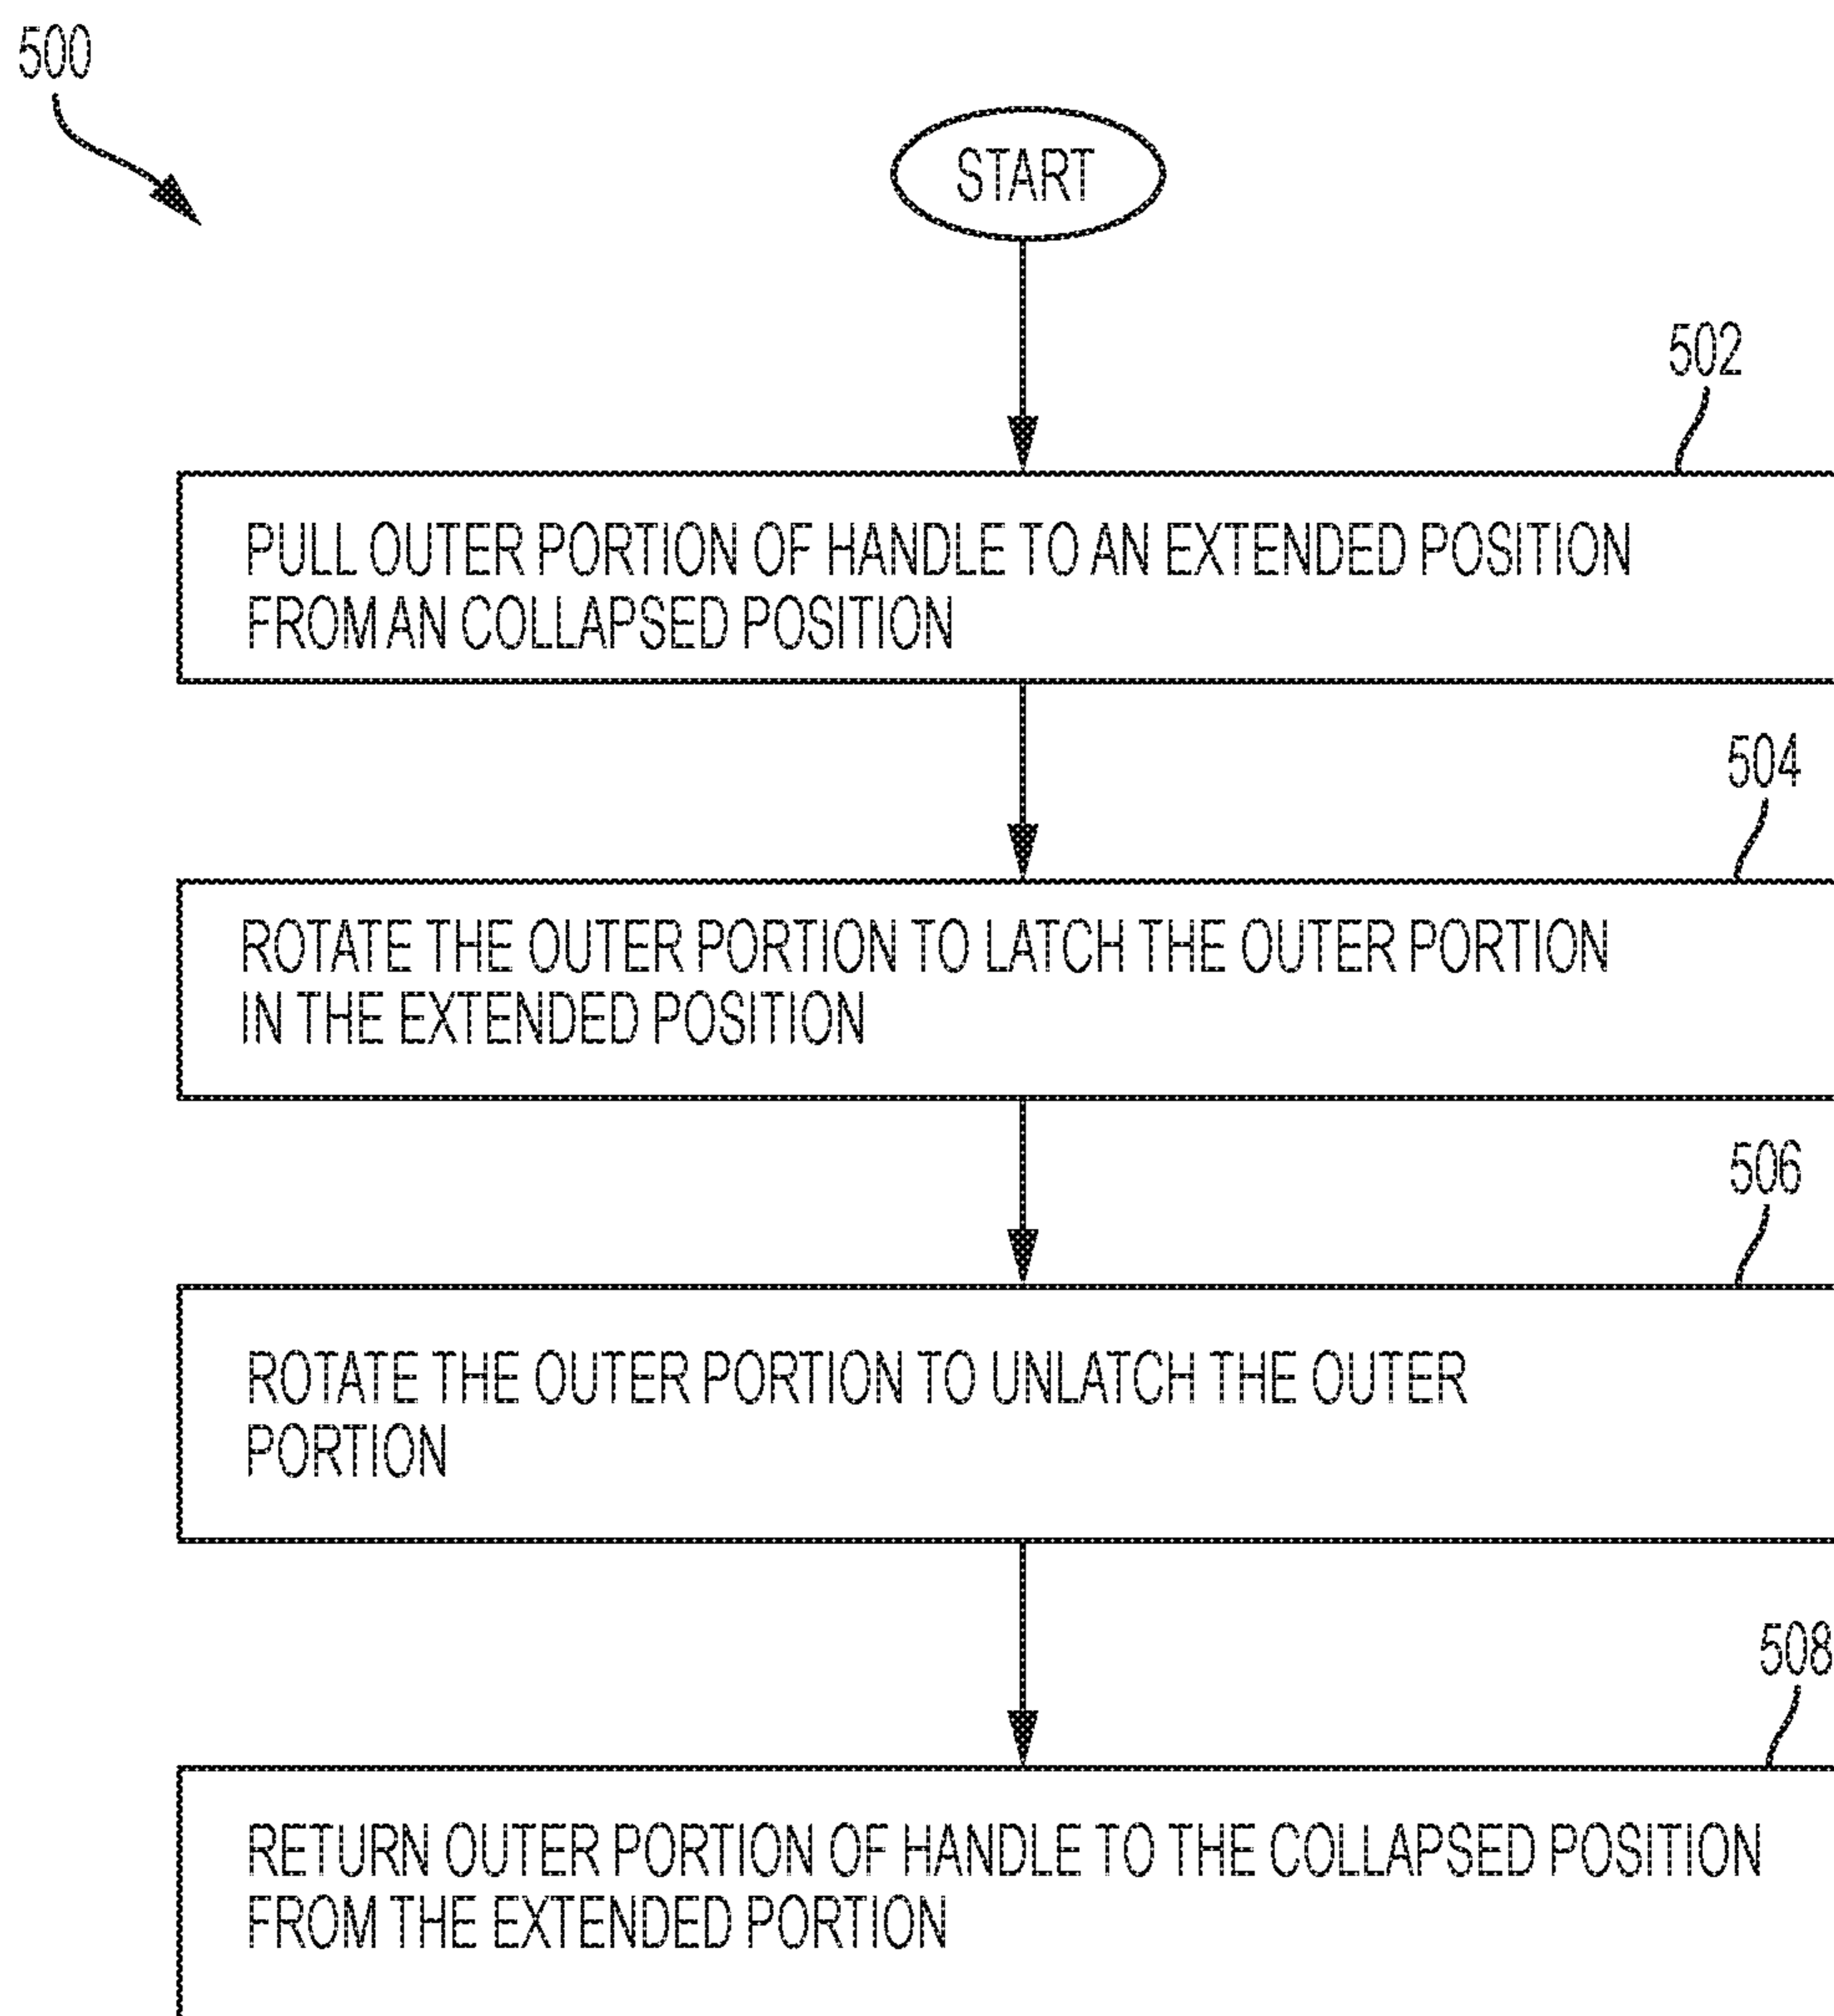 500
START
502
PULL OUTER PORTION OF HANDLE TO AN EXTENDED POSITION
FROM AN COLLAPSED POSITION
504
ROTATE THE OUTER PORTION TO LATCH THE OUTER PORTION
IN THE EXTENDED POSITION
506
ROTATE THE OUTER PORTION TO UNLATCH THE OUTER
PORTION
508
RETURN OUTER PORTION OF HANDLE TO THE COLLAPSED POSITION
FROM THE EXTENDED PORTION